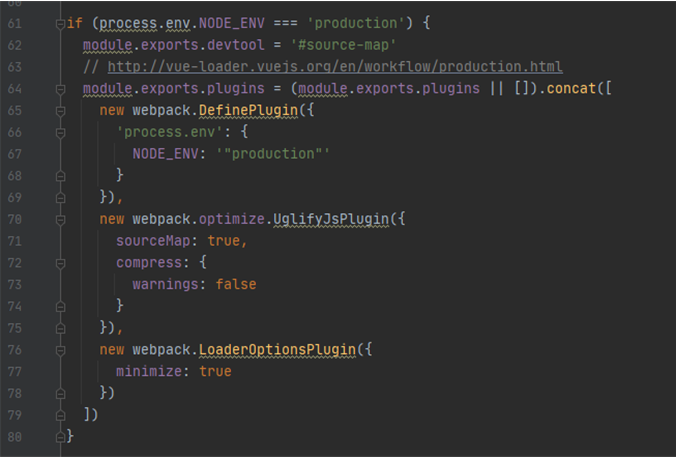 61 if (process.env.NODE_ENV === 'production') {
62   module.exports.devtool = '#source-map'
63   // http://vue-loader.vuejs.org/en/workflow/production.html
64   module.exports.plugins = (module.exports.plugins || []).concat([
65     new webpack.DefinePlugin({
66       'process.env': {
67         NODE_ENV: '"production"'
68       }
69     }),
70     new webpack.optimize.UglifyJsPlugin({
71       sourceMap: true,
72       compress: {
73         warnings: false
74       }
75     }),
76     new webpack.LoaderOptionsPlugin({
77       minimize: true
78     })
79   ])
80 }